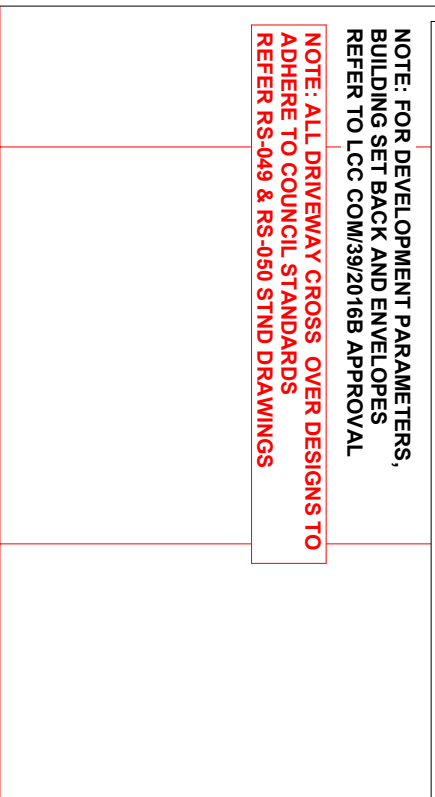 NOTE: FOR DEVELOPMENT PARAMETERS,
BUILDING SET BACK AND ENVELOPES
REFER TO LCC COM/39/2016B APPROVAL
NOTE: ALL DRIVEWAY CROSS OVER DESIGNS TO
ADHERE TO COUNCIL STANDARDS
REFER RS-049 & RS-050 STND DRAWINGS